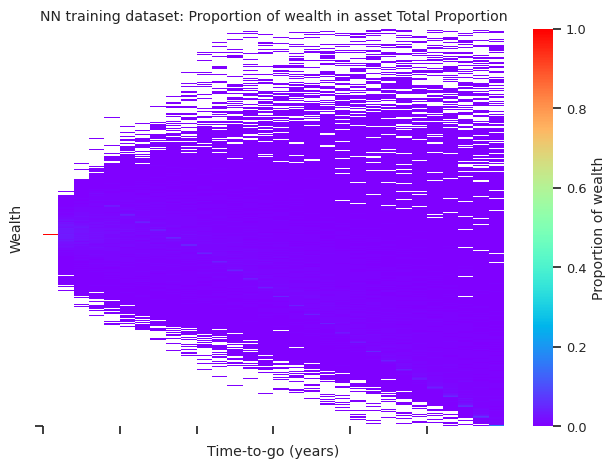 NN training dataset: Proportion of wealth in asset Total Proportion
Wealth
Time-to-go (years)
1.0
0.8
0.6
0.4
0.2
0.0
Proportion of wealth